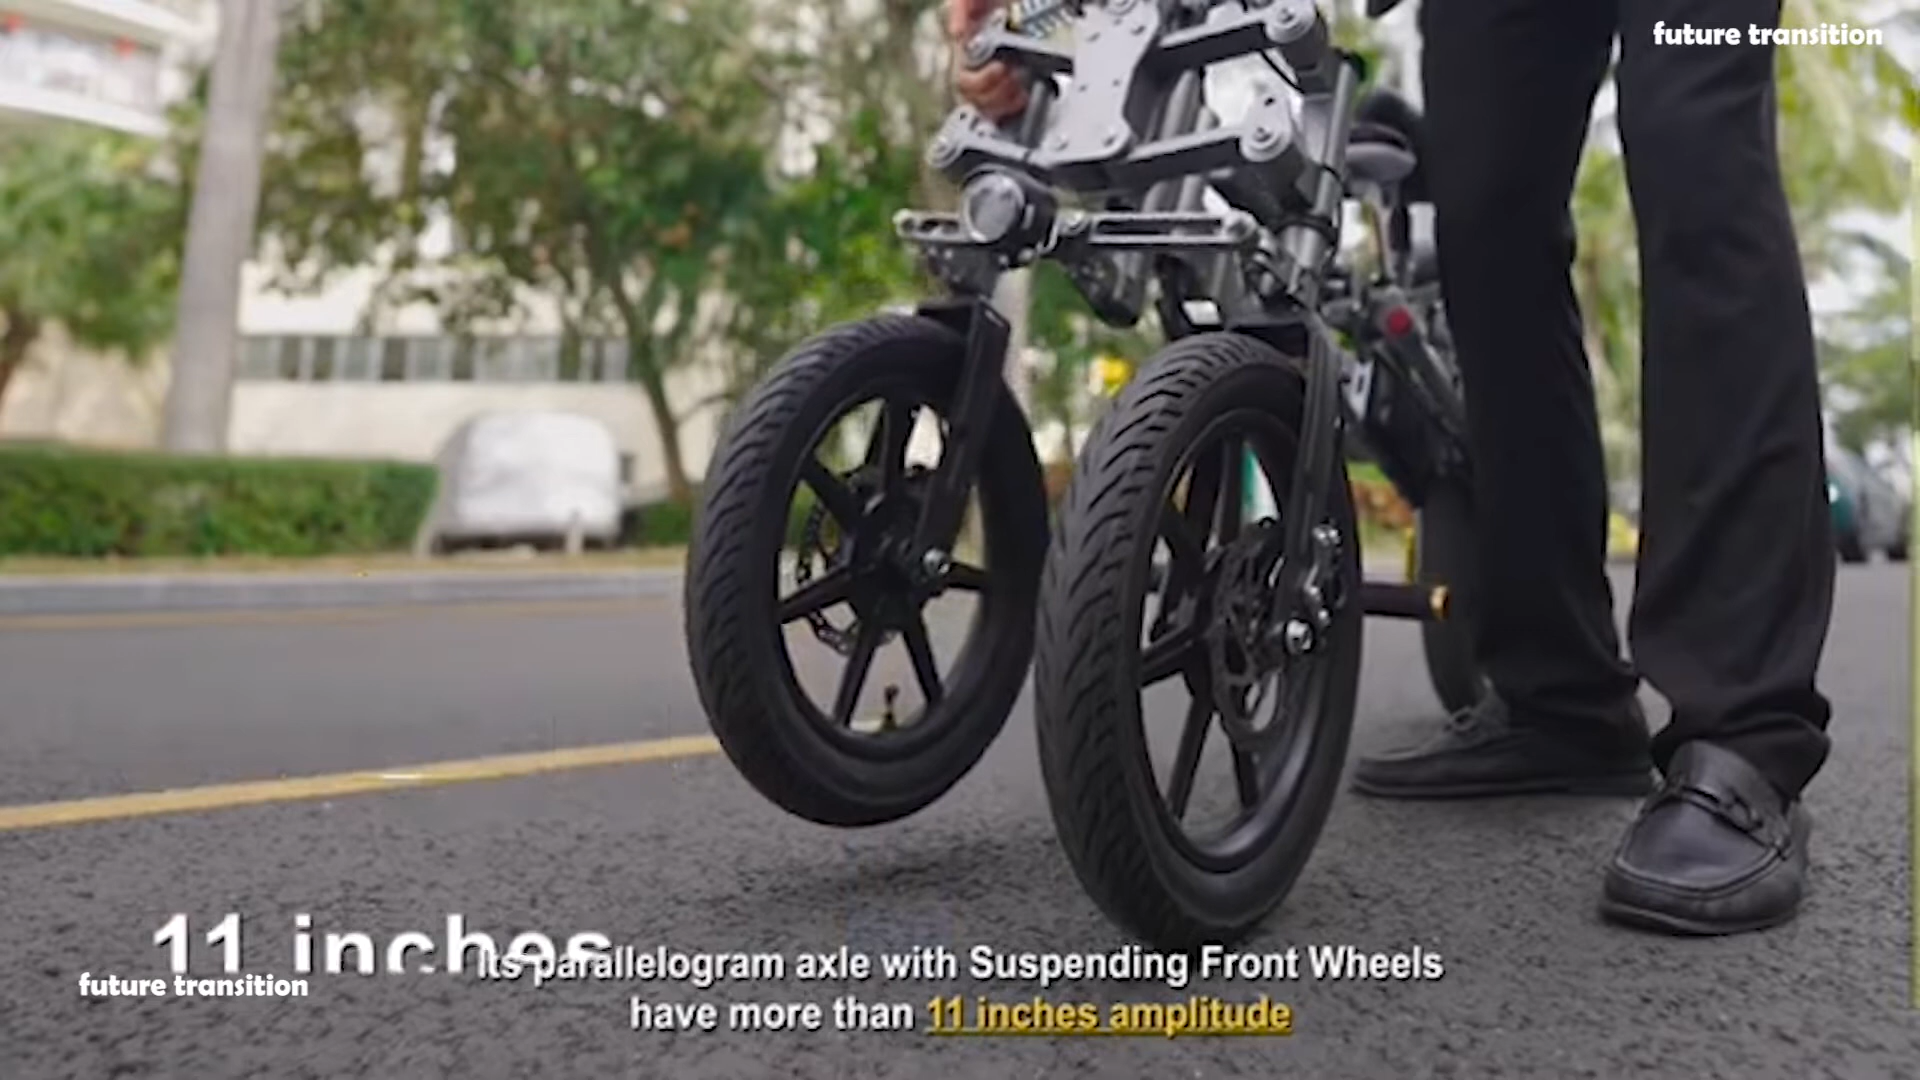 future transition
11 inches
Its parallelogram axle with Suspending Front Wheels
have more than 11 inches amplitude
future transition